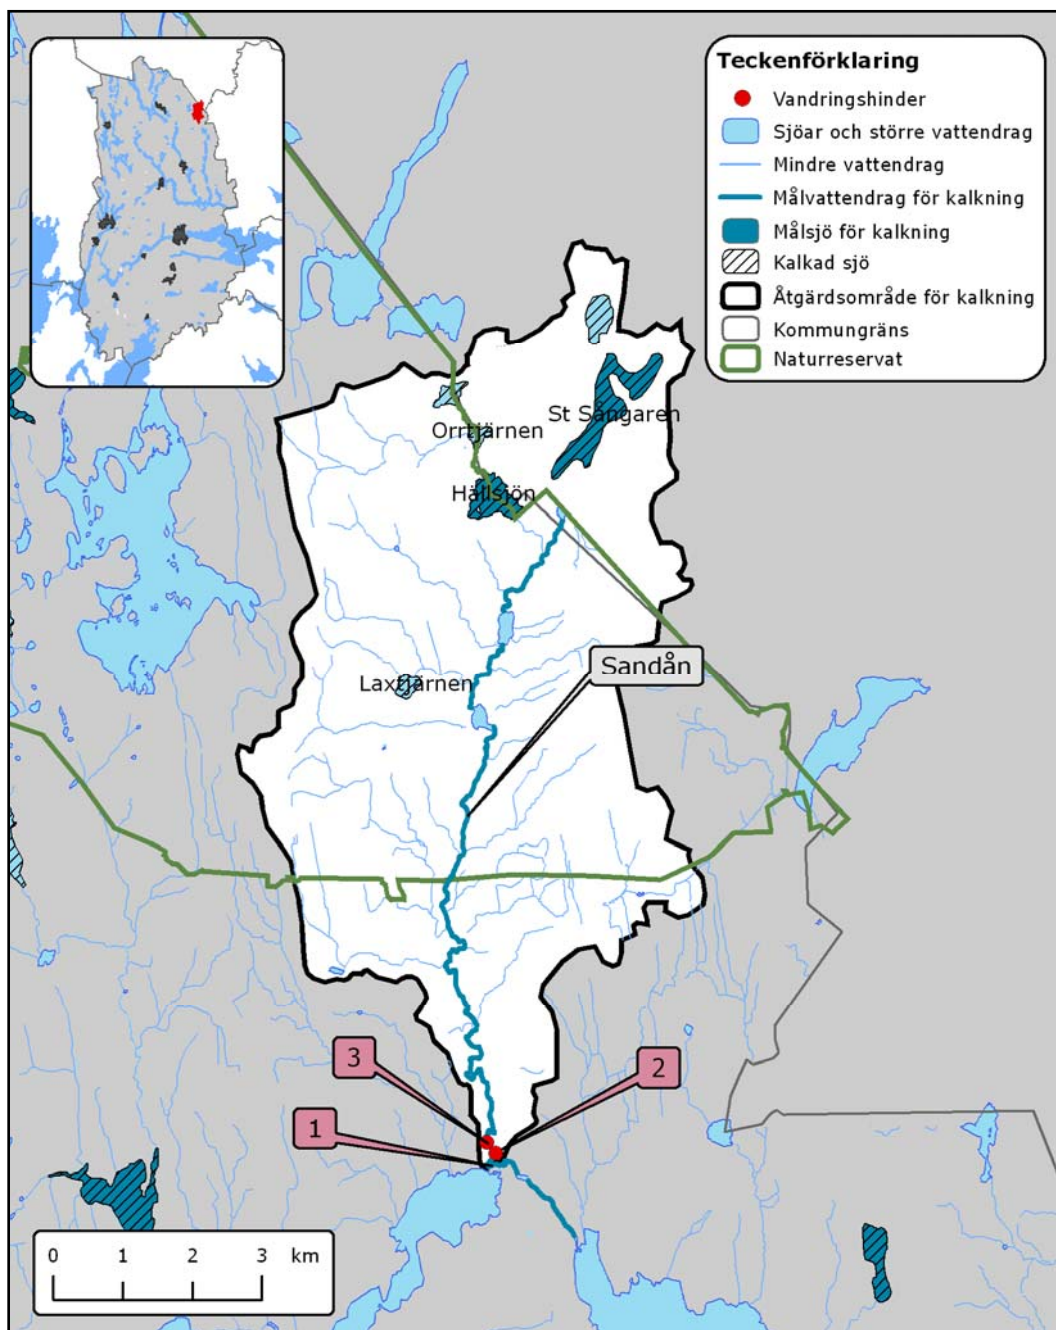 Teckenförklaring
Vandringshinder
Sjöar och större vattendrag
Mindre vattendrag
Målvattendrag för kalkning
Målsjö för kalkning
Kalkad sjö
Åtgärdsområde för kalkning
Kommungräns
Naturreservat
St Sångaren
Orrtjärnen
Hällsjön
Sandån
Laxtjärnen
3
2
1
0 1 2 3 km